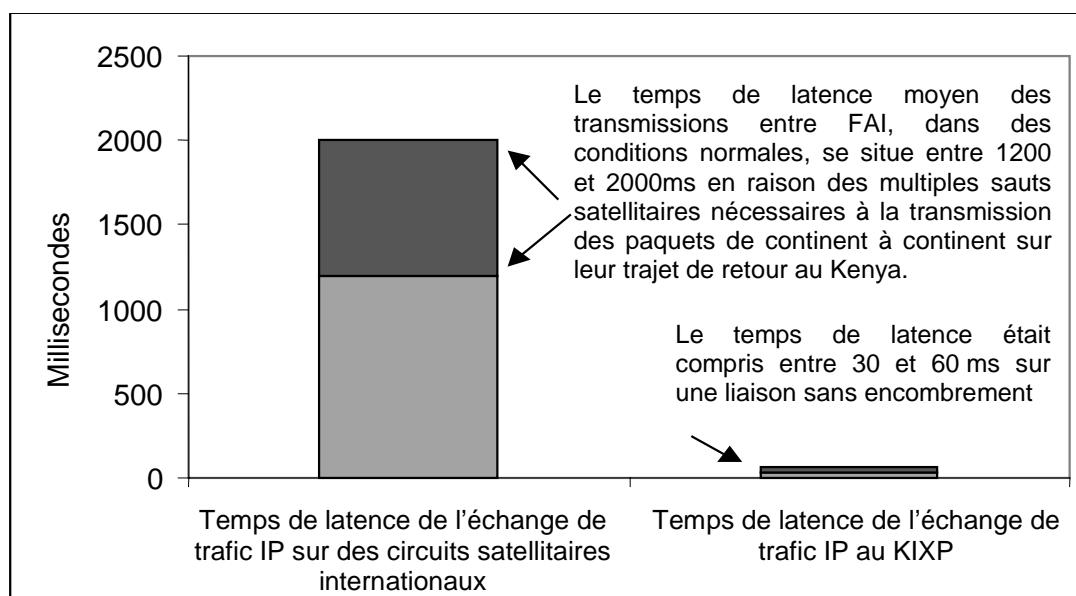 2500
2000
1500
1000
500
0
Millisecondes
Le temps de latence moyen des
transmissions entre FAI, dans des
conditions normales, se situe entre 1200
et 2000ms en raison des multiples sauts
satellitaires nécessaires à la transmission
des paquets de continent à continent sur
leur trajet de retour au Kenya.
Le temps de latence était
compris entre 30 et 60 ms sur
une liaison sans encombrement
Temps de latence de l’échange de
trafic IP sur des circuits satellitaires
internationaux
Temps de latence de l’échange de
trafic IP au KIXP